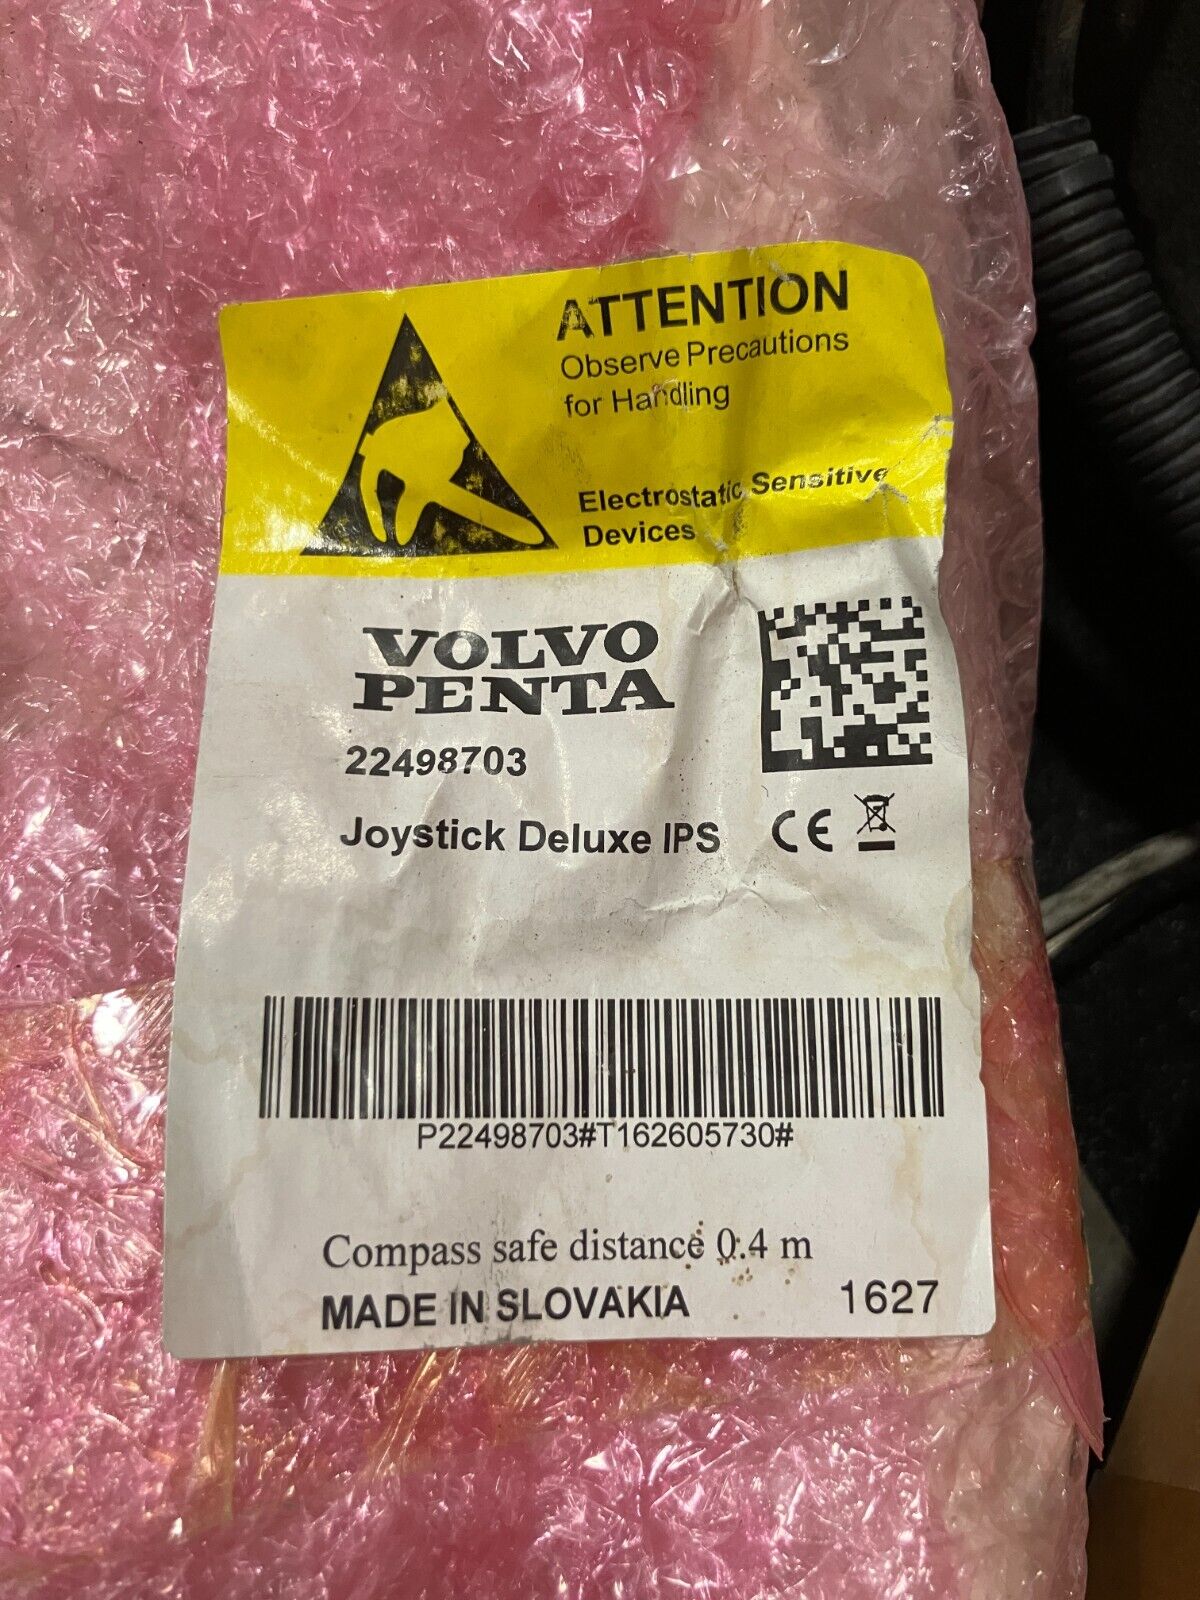 ATTENTION
Observe Precautions
for Handling
Electrostatic Sensitive
Devices
VOLVO
PENTA
22498703
Joystick Deluxe IPS
CE
P22498703#T162605730#
Compass safe distance 0.4 m
MADE IN SLOVAKIA
1627